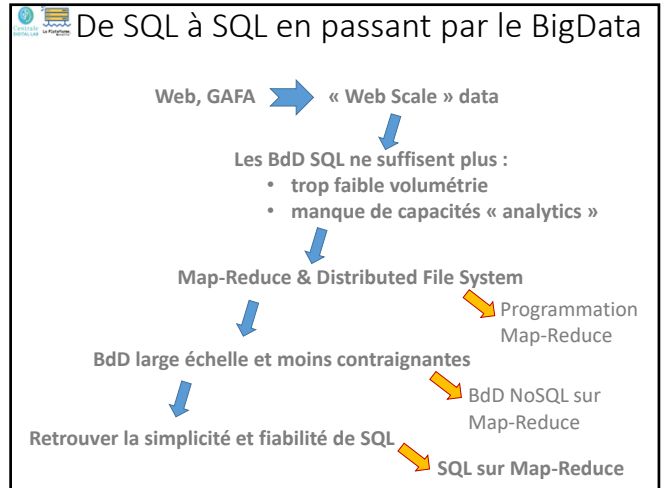 De SQL à SQL en passant par le BigData
Web, GAFA
« Web Scale » data
Les BdD SQL ne suffisent plus :
• trop faible volumétrie
• manque de capacités « analytics »
Map-Reduce & Distributed File System
Programmation
Map-Reduce
BdD large échelle et moins contraignantes
BdD NoSQL sur
Map-Reduce
Retrouver la simplicité et fiabilité de SQL
SQL sur Map-Reduce